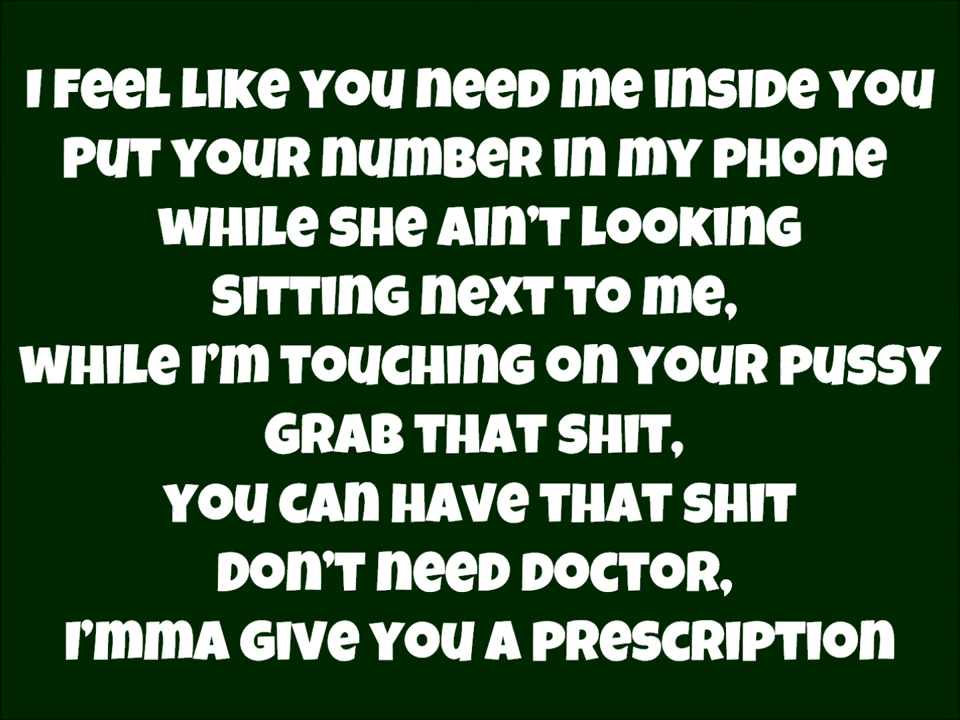 I feel like you need me inside you
Put your number in my phone
while she ain't looking
Sitting next to me,
while I'm touching on your pussy
Grab that shit,
you can have that shit
Don't need doctor,
I'mma give you a prescription